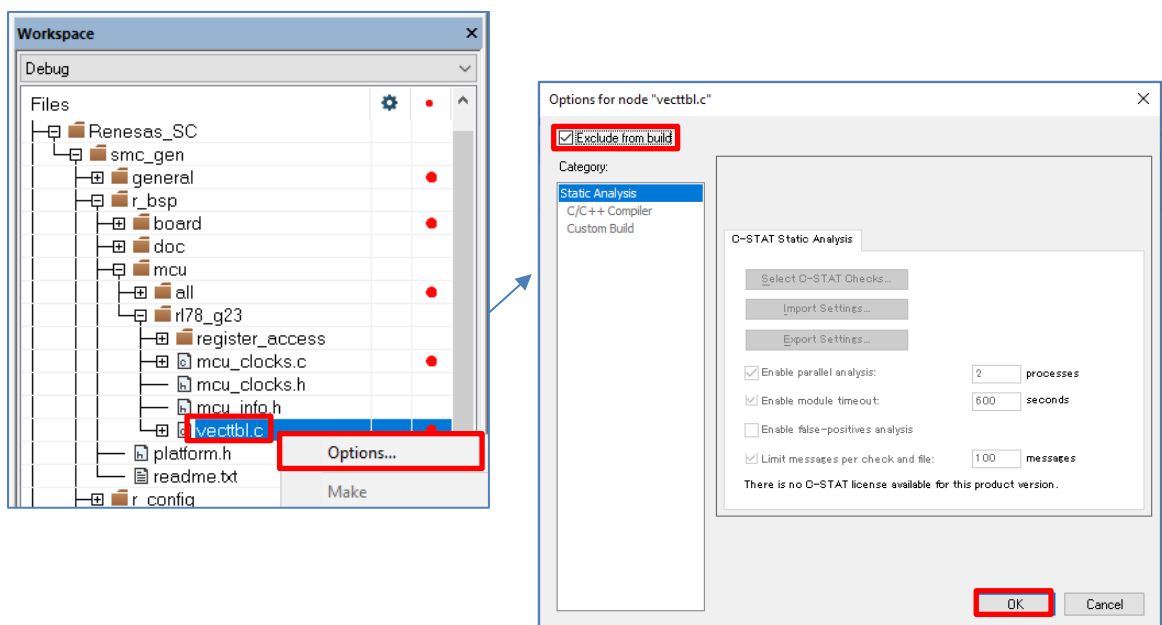 Workspace
Debug
Files
Renesas_SC
smc_gen
general
r_bsp
board
doc
mcu
all
rl78_g23
register_access
mcu_clocks.c
mcu_clocks.h
mcu_info.h
vecttbl.c
platform.h
readme.txt
r_config
Options...
Make
Options for node "vecttbl.c"
Exclude from build
Category:
Static Analysis
C/C++ Compiler
Custom Build
C-STAT Static Analysis
Select C-STAT Checks...
Import Settings...
Export Settings...
Enable parallel analysis: 2 processes
Enable module timeout: 600 seconds
Enable false-positives analysis
Limit messages per check and file: 100 messages
There is no C-STAT license available for this product version.
OK Cancel